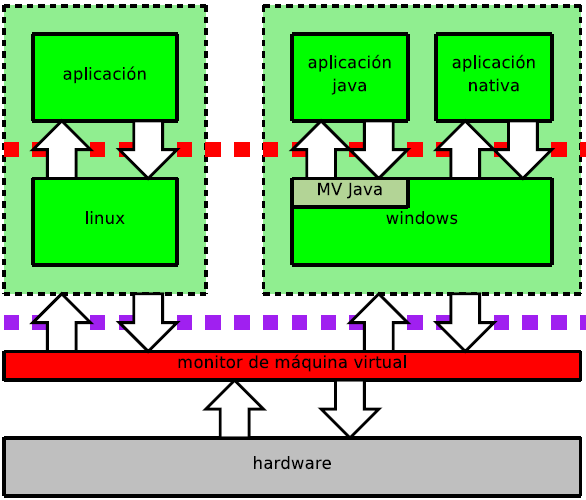 aplicación
aplicación
java
aplicación
nativa
MV Java
linux
windows
monitor de máquina virtual
hardware